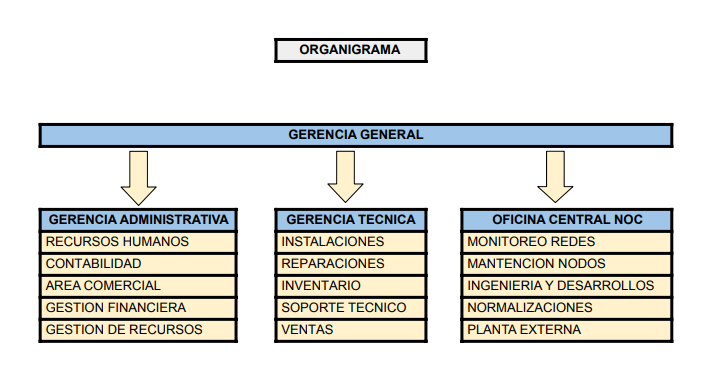 ORGANIGRAMA
GERENCIA GENERAL
GERENCIA ADMINISTRATIVA
RECURSOS HUMANOS
CONTABILIDAD
AREA COMERCIAL
GESTION FINANCIERA
GESTION DE RECURSOS
GERENCIA TECNICA
INSTALACIONES
REPARACIONES
INVENTARIO
SOPORTE TECNICO
VENTAS
OFICINA CENTRAL NOC
MONITOREO REDES
MANTENCION NODOS
INGENIERIA Y DESARROLLOS
NORMALIZACIONES
PLANTA EXTERNA